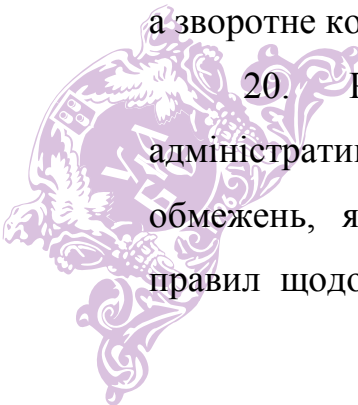 а зворотне ко
20.
адміністратив
обмежень, я
правил щодо